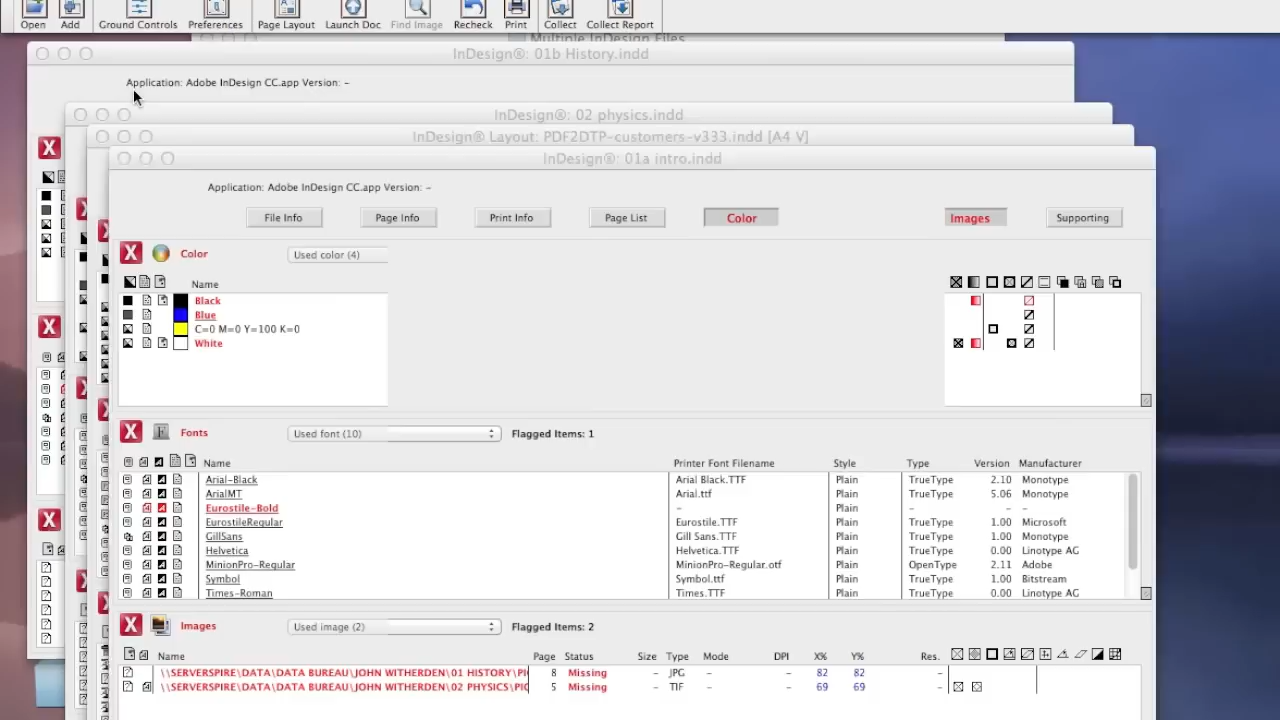 Open Add Ground Controls Preferences Page Layout Launch Doc Find Image Recheck Print Collect Collect Report
Multiple InDesign Files
InDesign®: 01b History.indd
Application: Adobe InDesign CC.app Version: –
InDesign®: 02 physics.indd
InDesign® Layout: PDF2DTP-customers-v333.indd [A4 V]
InDesign®: 01a intro.indd
Application: Adobe InDesign CC.app Version: –
File Info Page Info Print Info Page List Color Images Supporting
Color Used color (4)
Name
Black
Blue
C=0 M=0 Y=100 K=0
White
Fonts Used font (10) Flagged Items: 1
Name Printer Font Filename Style Type Version Manufacturer
Arial-Black Arial Black.TTF Plain TrueType 2.10 Monotype
ArialMT Arial.ttf Plain TrueType 5.06 Monotype
Eurostile-Bold – Plain – – –
EurostileRegular Eurostile.TTF Plain TrueType 1.00 Microsoft
GillSans Gill Sans.TTF Plain TrueType 1.00 Monotype
Helvetica Helvetica.TTF Plain TrueType 0.00 Linotype AG
MinionPro-Regular MinionPro-Regular.otf Plain OpenType 2.11 Adobe
Symbol Symbol.ttf Plain TrueType 1.00 Bitstream
Times-Roman Times.TTF Plain TrueType 0.00 Linotype AG
Images Used image (2) Flagged Items: 2
Name Page Status Size Type Mode DPI X% Y% Res.
\\SERVERSPIRE\DATA\DATA BUREAU\JOHN WITHERDEN\01 HISTORY\PI 8 Missing – JPG – – 82 82 –
\\SERVERSPIRE\DATA\DATA BUREAU\JOHN WITHERDEN\02 PHYSICS\PI 5 Missing – TIF – – 69 69 –